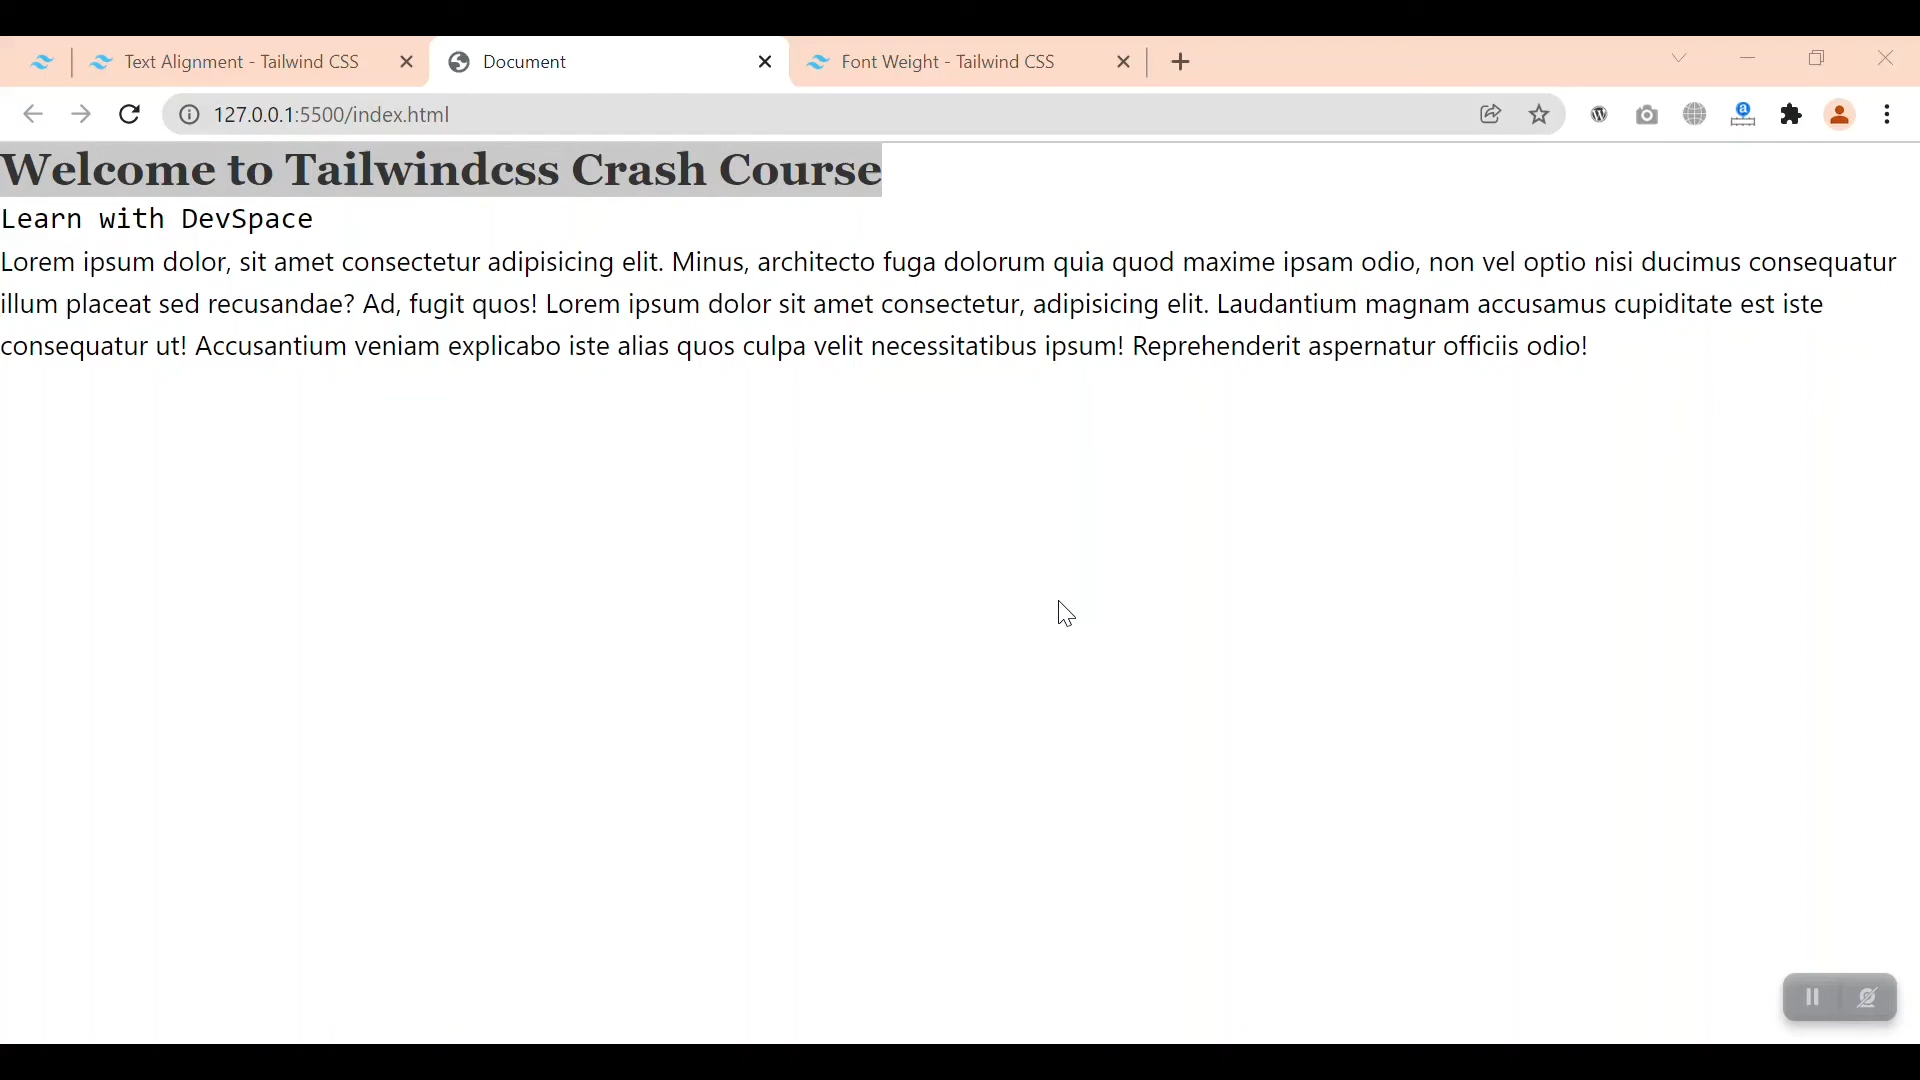 Text Alignment - Tailwind CSS
Document
Font Weight - Tailwind CSS
127.0.0.1:5500/index.html
Welcome to Tailwindcss Crash Course
Learn with DevSpace
Lorem ipsum dolor, sit amet consectetur adipisicing elit. Minus, architecto fuga dolorum quia quod maxime ipsam odio, non vel optio nisi ducimus consequatur
illum placeat sed recusandae? Ad, fugit quos! Lorem ipsum dolor sit amet consectetur, adipisicing elit. Laudantium magnam accusamus cupiditate est iste
consequatur ut! Accusantium veniam explicabo iste alias quos culpa velit necessitatibus ipsum! Reprehenderit aspernatur officiis odio!